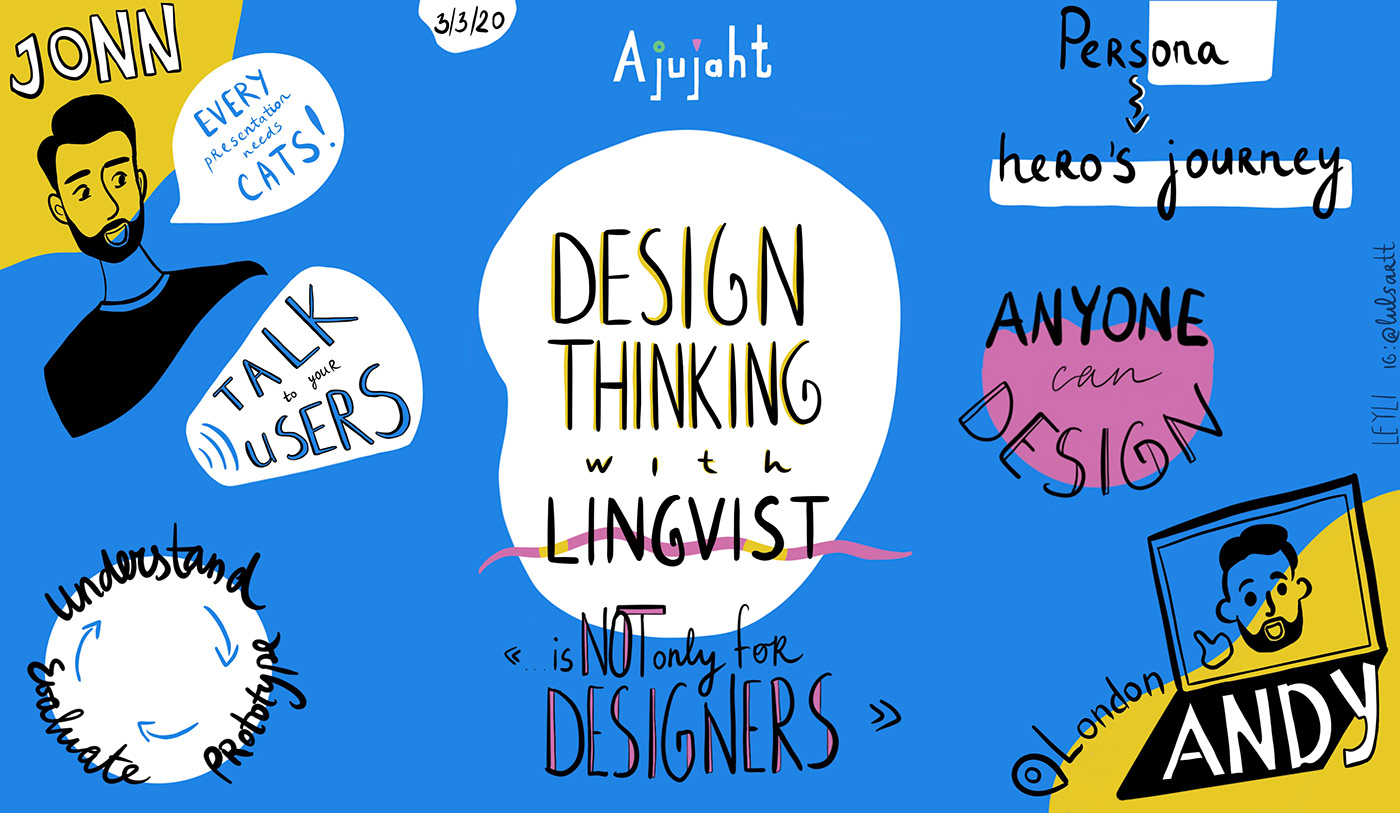 JONN
EVERY
presentation
needs
CATS!
TALK
to your
USERS
Understand
Prototype
Evaluate
3/3/20
Ajujaht
DESIGN
THINKING
with
LINGVIST
«...is NOT only for
DESIGNERS »
Persona
hero's journey
ANYONE
can
DESIGN
LEYLI IG:@lulsartt
@London
ANDY